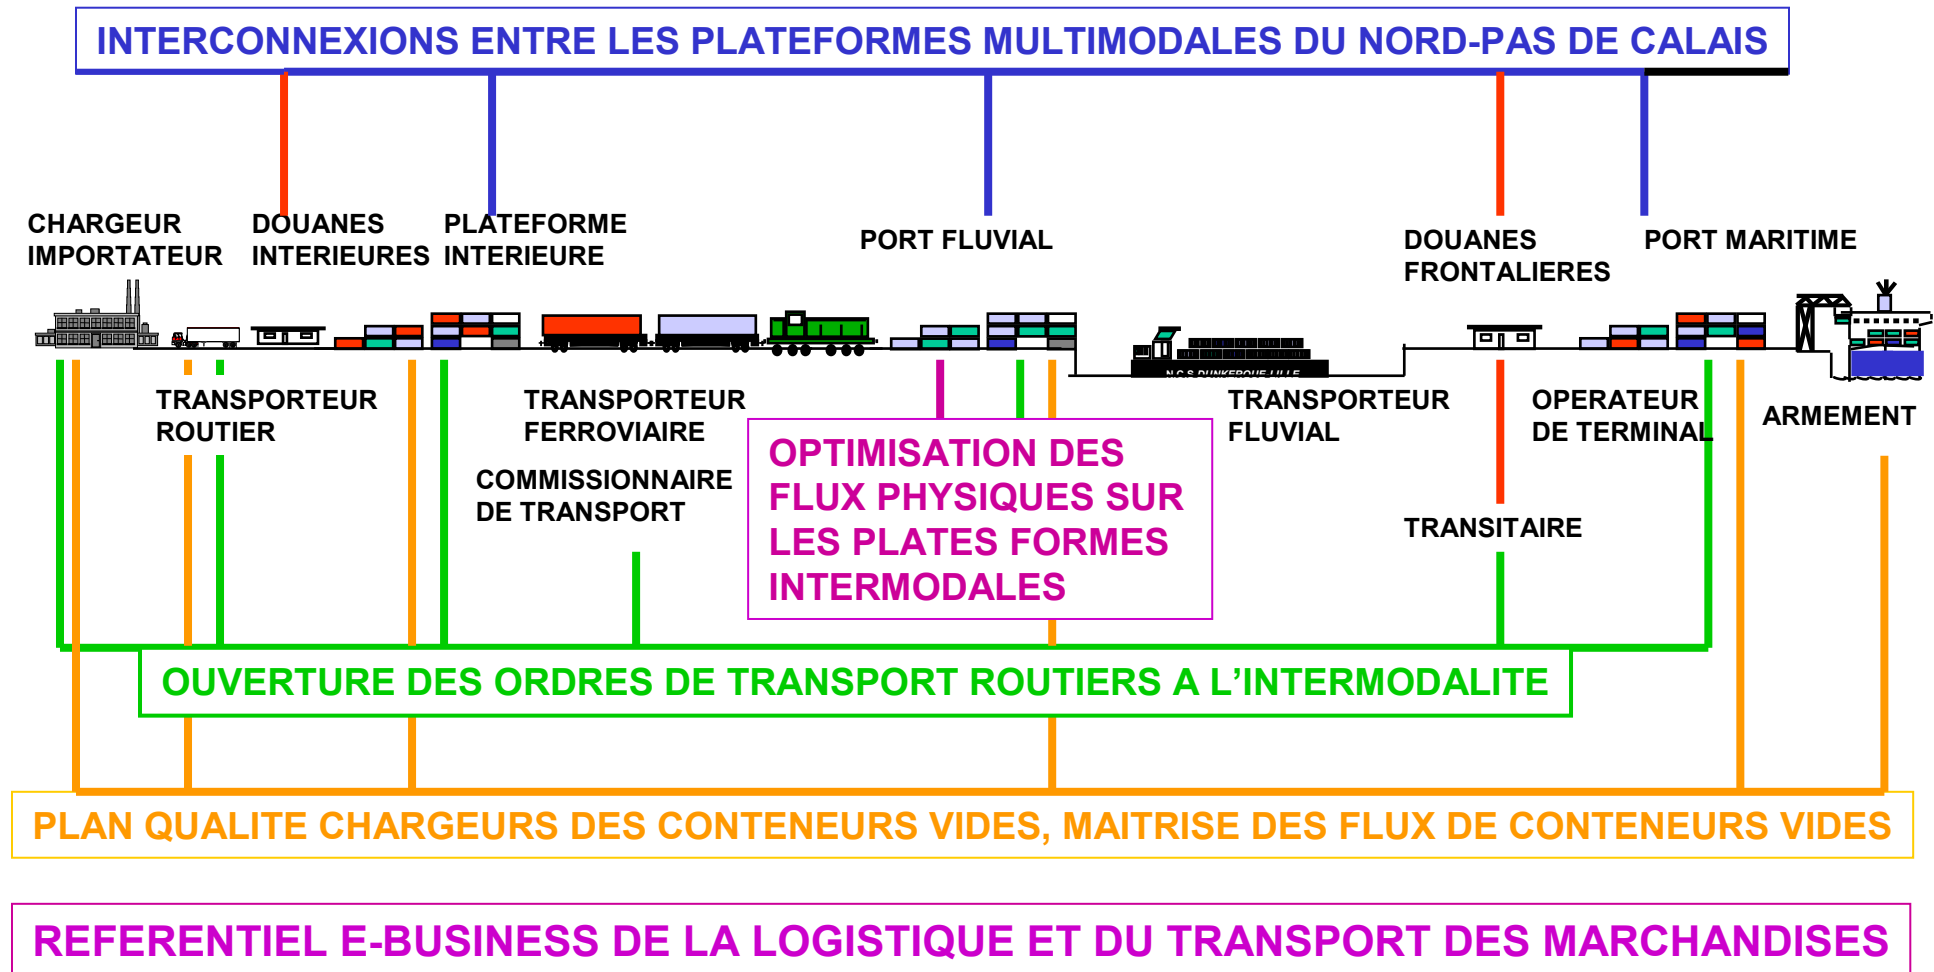 INTERCONNEXIONS ENTRE LES PLATEFORMES MULTIMODALES DU NORD-PAS DE CALAIS
CHARGEUR
IMPORTATEUR
DOUANES
INTERIEURES
PLATEFORME
INTERIEURE
PORT FLUVIAL
DOUANES
FRONTALIERES
PORT MARITIME
N.C.S DUNKERQUE-LILLE
TRANSPORTEUR
ROUTIER
TRANSPORTEUR
FERROVIAIRE
COMMISSIONNAIRE
DE TRANSPORT
OPTIMISATION DES
FLUX PHYSIQUES SUR
LES PLATES FORMES
INTERMODALES
TRANSPORTEUR
FLUVIAL
OPERATEUR
DE TERMINAL
ARMEMENT
TRANSITAIRE
OUVERTURE DES ORDRES DE TRANSPORT ROUTIERS A L'INTERMODALITE
PLAN QUALITE CHARGEURS DES CONTENEURS VIDES, MAITRISE DES FLUX DE CONTENEURS VIDES
REFERENTIEL E-BUSINESS DE LA LOGISTIQUE ET DU TRANSPORT DES MARCHANDISES